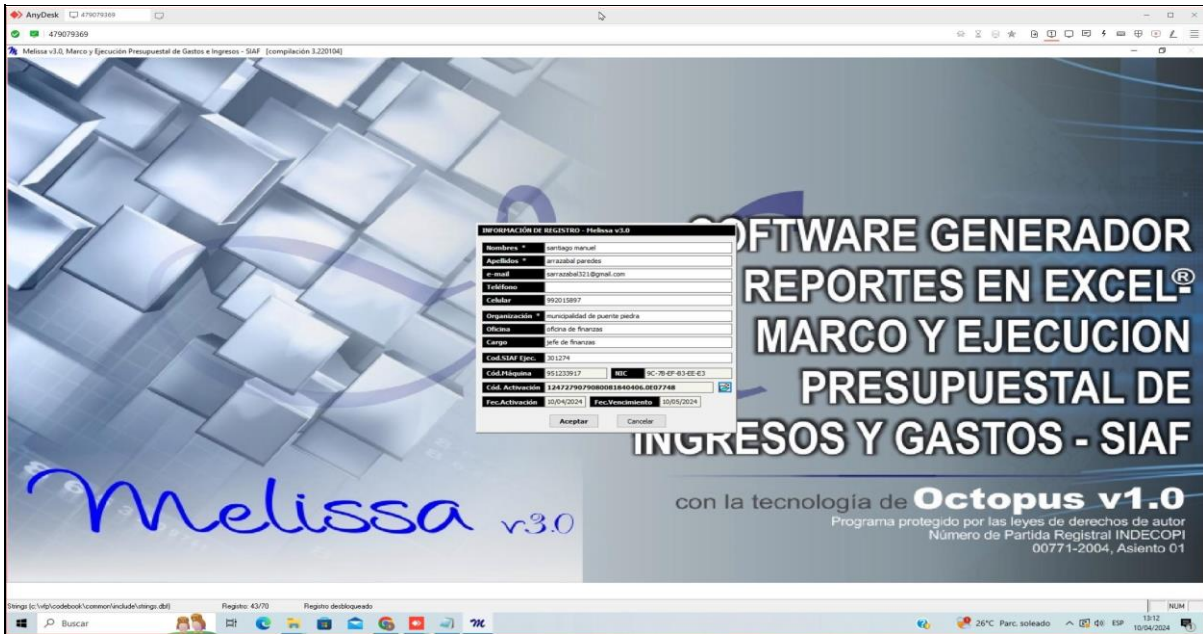 AnyDesk 479079369
479079369
Melissa v3.0, Marco y Ejecución Presupuestal de Gastos e Ingresos - SIAF [compilación 3.220104]
SOFTWARE GENERADOR
REPORTES EN EXCEL®
MARCO Y EJECUCION
PRESUPUESTAL DE
INGRESOS Y GASTOS - SIAF
con la tecnología de Octopus v1.0
Programa protegido por las leyes de derechos de autor
Número de Partida Registral INDECOPI
00771-2004, Asiento 01
Melissa v3.0
INFORMACIÓN DE REGISTRO - Melissa v3.0
Nombres * santiago manuel
Apellidos * arrazabal paredes
e-mail sarrazabal321@gmail.com
Teléfono
Celular 992015897
Organización * municipalidad de puente piedra
Oficina oficina de finanzas
Cargo jefe de finanzas
Cod.SIAF Ejec. 301274
Cód.Máquina 951233917 NIC 9C-7B-EF-B3-EE-E3
Cód. Activación 1247279079080081840406.0E07748
Fec.Activación 10/04/2024 Fec.Vencimiento 10/05/2024
Aceptar Cancelar
Strings (c:\vfp\codebook\common\include\strings.dbf) Registro: 43/70 Registro desbloqueado NUM
Buscar 26°C Parc. soleado ESP 13:12
10/04/2024